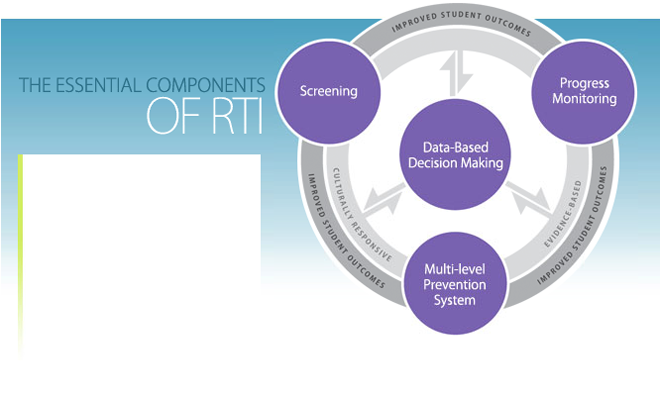 IMPROVED STUDENT OUTCOMES
THE ESSENTIAL COMPONENTS
OF RTI
Screening
Progress
Monitoring
Data-Based
Decision Making
CULTURALLY RESPONSIVE
EVIDENCE-BASED
IMPROVED STUDENT OUTCOMES
IMPROVED STUDENT OUTCOMES
Multi-level
Prevention
System